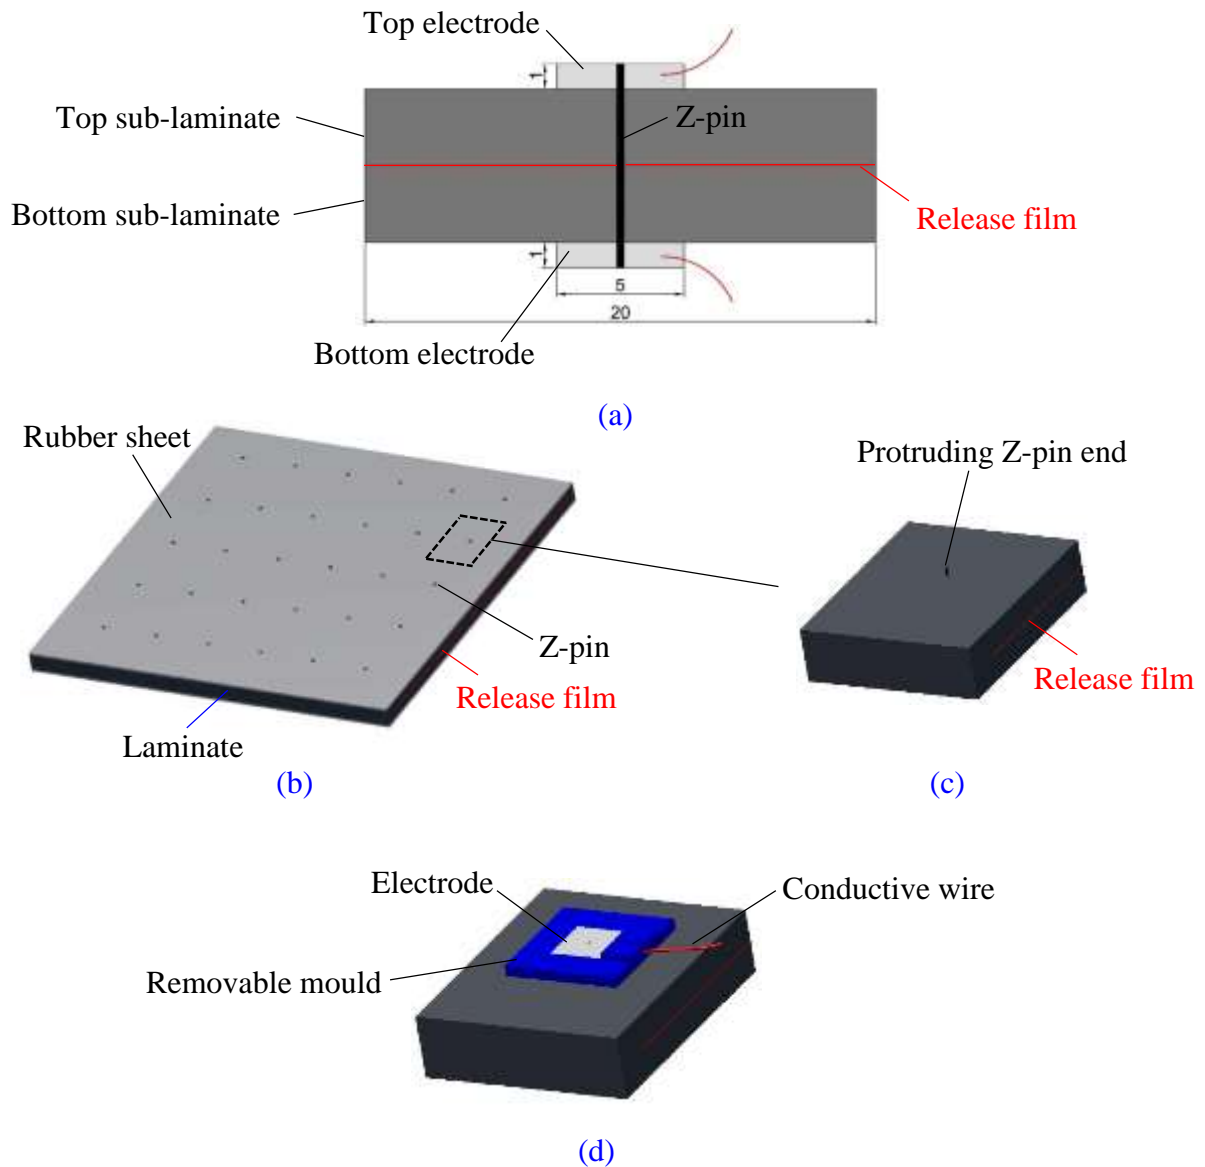 Top electrode
1
Top sub-laminate
Z-pin
Bottom sub-laminate
Release film
1
5
20
Bottom electrode
(a)
Rubber sheet
Protruding Z-pin end
Z-pin
Release film
Release film
Laminate
(b)
(c)
Electrode
Conductive wire
Removable mould
(d)